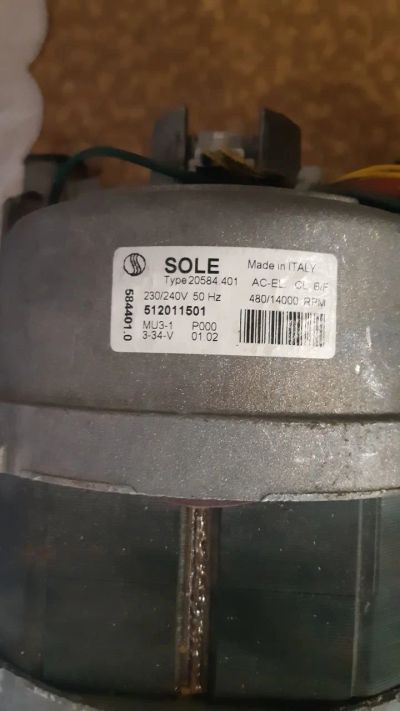 SOLE Made in ITALY
Type 20584.401 AC-EL CL. B/F
230/240V 50 Hz 480/14000 RPM
512011501
MU3-1 P000
3-34-V 01 02
584401.0